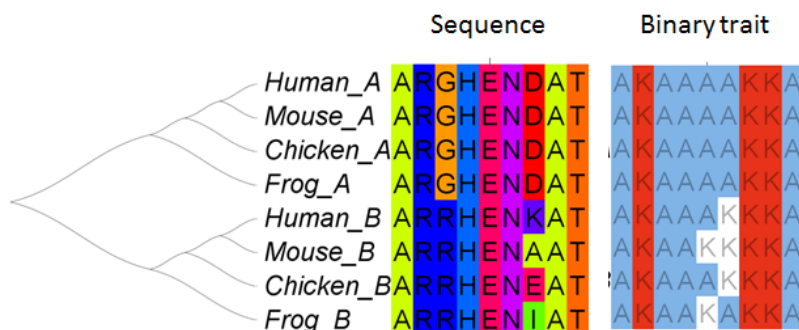 Sequence Binary trait
Human_A ARGHENDAT AKAAAAKKA
Mouse_A ARGHENDAT AKAAAAKKA
Chicken_A ARGHENDAT AKAAAAKKA
Frog_A ARGHENDAT AKAAAAKKA
Human_B ARRHENKAT AKAAAKKKA
Mouse_B ARRHENAAT AKAAKKKKA
Chicken_B ARRHENEAT AKAAAKKKA
Frog_B ARRHENIAT AKAAKAKKA